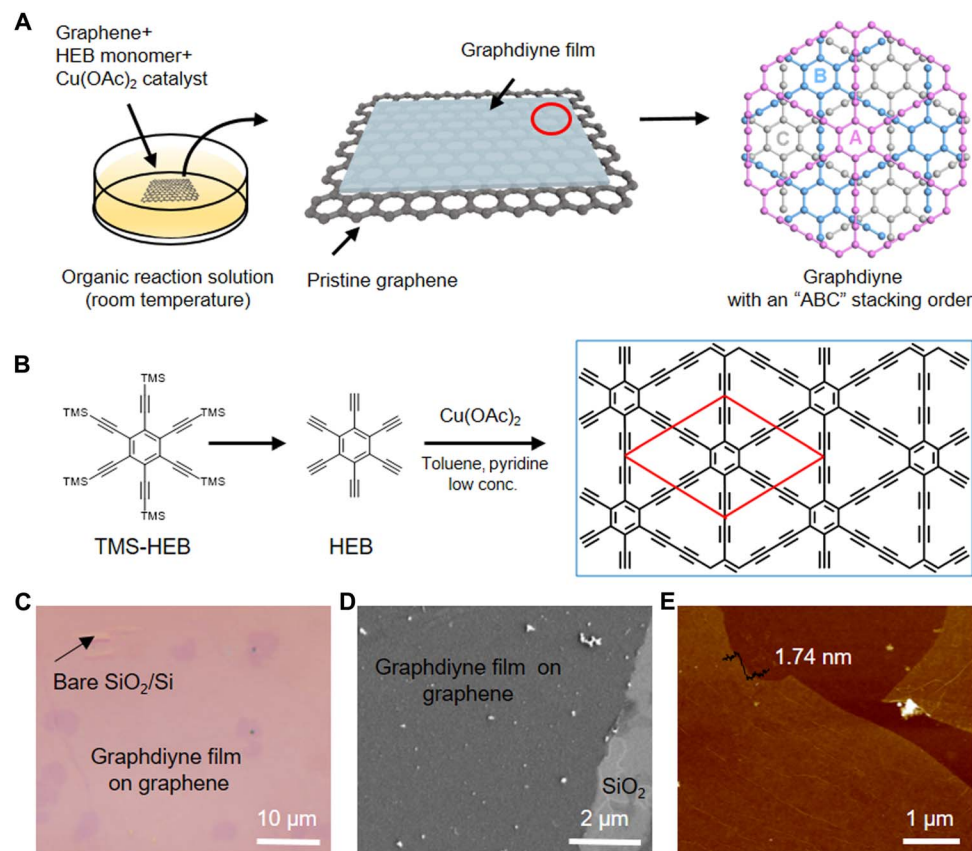 A
Graphene+
HEB monomer+
Cu(OAc)₂ catalyst
Graphdiyne film
B
C
A
Organic reaction solution
(room temperature)
Pristine graphene
Graphdiyne
with an “ABC” stacking order
B
TMS
TMS
TMS
TMS
TMS
TMS
TMS-HEB
HEB
Cu(OAc)₂
Toluene, pyridine
low conc.
C
Bare SiO₂/Si
Graphdiyne film
on graphene
10 μm
D
Graphdiyne film on
graphene
SiO₂
2 μm
E
1.74 nm
1 μm